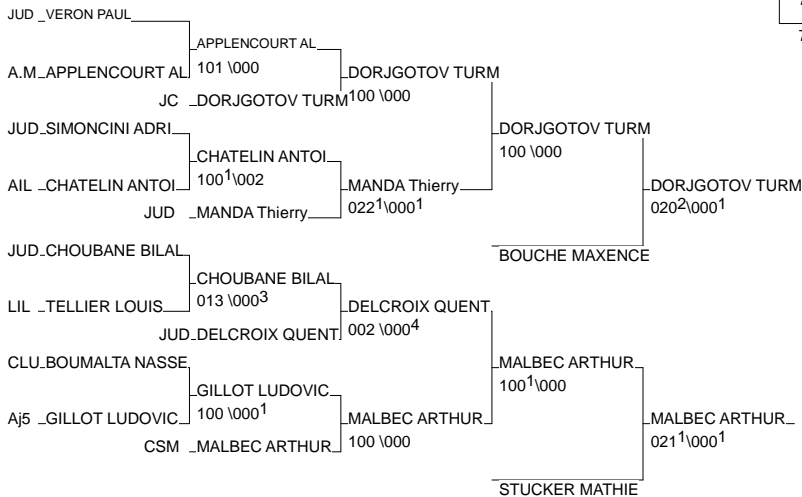 JUD VERON PAUL
7
APPLENCOURT AL
A.M APPLENCOURT AL
101 \000
DORJGOTOV TURM
JC DORJGOTOV TURM
100 \000
JUD SIMONCINI ADRI
DORJGOTOV TURM
100 \000
CHATELIN ANTOI
AIL CHATELIN ANTOI
100¹\002
MANDA Thierry
DORJGOTOV TURM
JUD MANDA Thierry
022¹\000¹
020²\000¹
JUD CHOUBANE BILAL
BOUCHE MAXENCE
CHOUBANE BILAL
LIL TELLIER LOUIS
013 \000³
DELCROIX QUENT
JUD DELCROIX QUENT
002 \000⁴
CLU BOUMALTA NASSE
MALBEC ARTHUR
100¹\000
GILLOT LUDOVIC
Aj5 GILLOT LUDOVIC
100 \000¹
MALBEC ARTHUR
MALBEC ARTHUR
CSM MALBEC ARTHUR
100 \000
021¹\000¹
STUCKER MATHIE